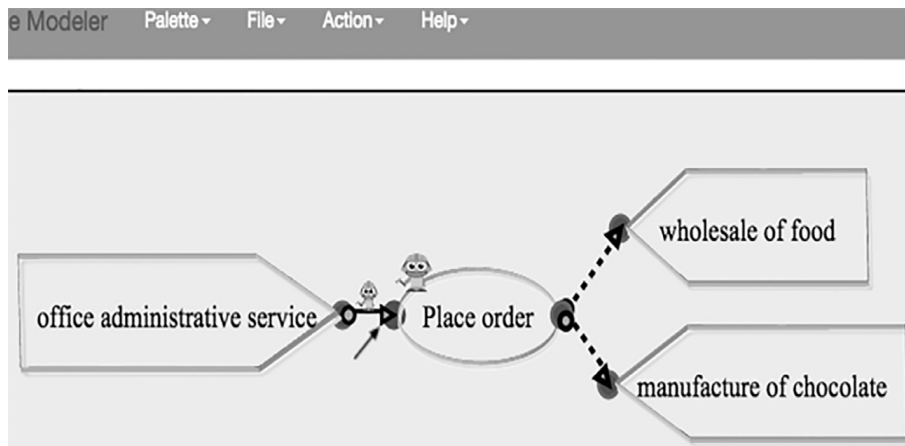 e Modeler Palette File Action Help
wholesale of food
office administrative service Place order
manufacture of chocolate